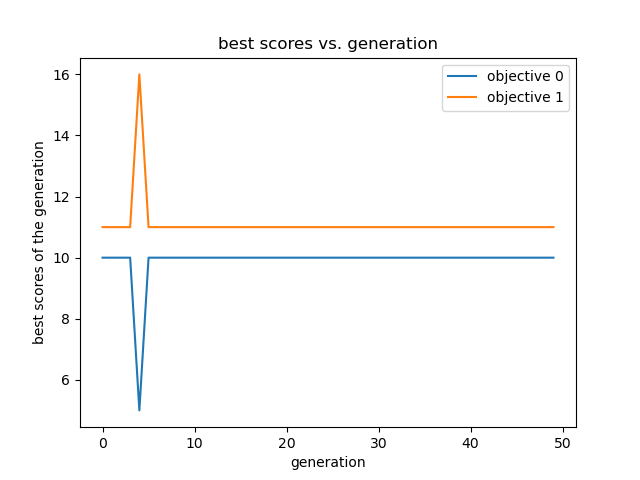 best scores vs. generation
objective 0
objective 1
best scores of the generation
16
14
12
10
8
6
0
10
20
30
40
50
generation